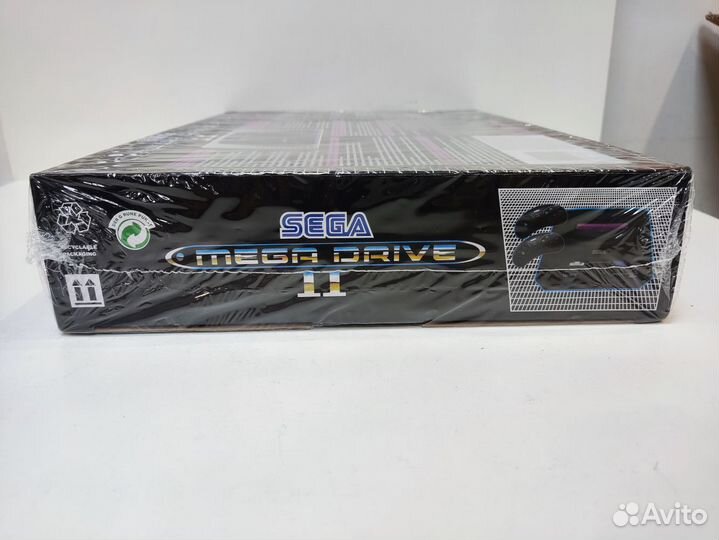 SEGA
MEGA DRIVE
II
RECYCLABLE
PACKAGING
Avito